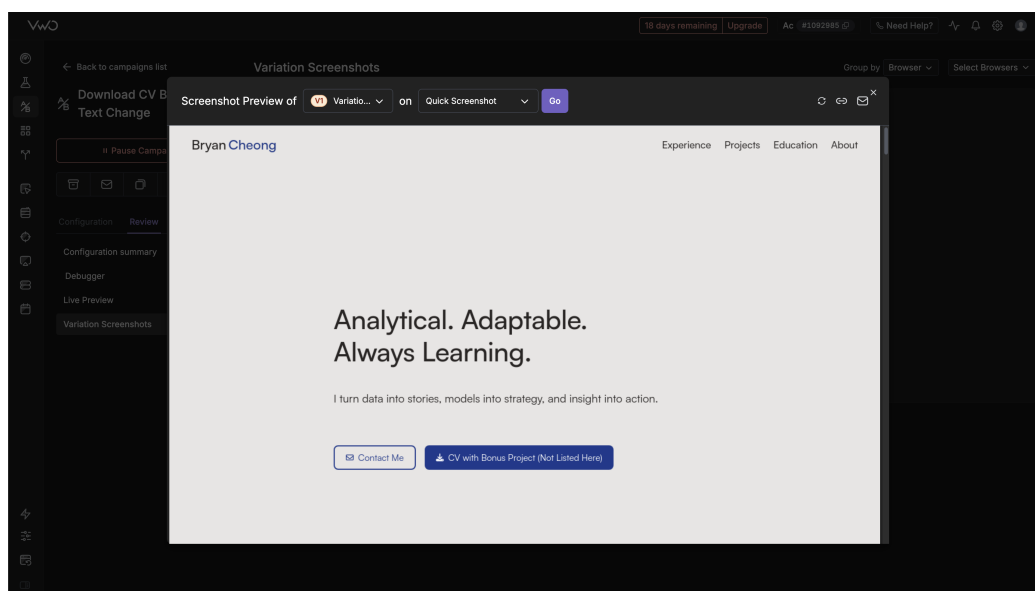 VWO
18 days remaining Upgrade Ac #1092985 Need Help?
Back to campaigns list
Variation Screenshots
Group by Browser Select Browsers
Download CV B
Text Change
Screenshot Preview of V1 Variatio... on Quick Screenshot Go
Pause Campa
Configuration Review
Configuration summary
Debugger
Live Preview
Variation Screenshots
Bryan Cheong
Experience Projects Education About
Analytical. Adaptable.
Always Learning.
I turn data into stories, models into strategy, and insight into action.
Contact Me CV with Bonus Project (Not Listed Here)